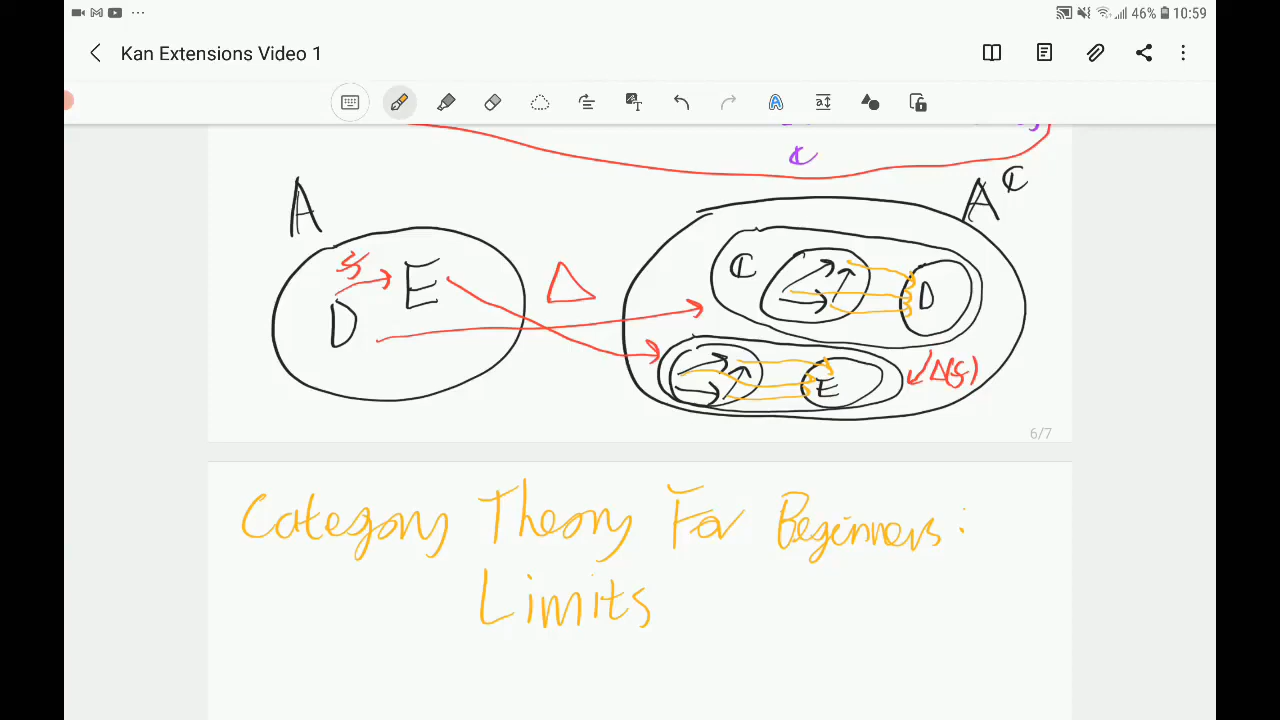 46% 10:59
Kan Extensions Video 1
ℂ
A
A^ℂ
f
D
E
Δ
ℂ
D
E
Δ(f)
6/7
Category Theory For Beginners:
Limits